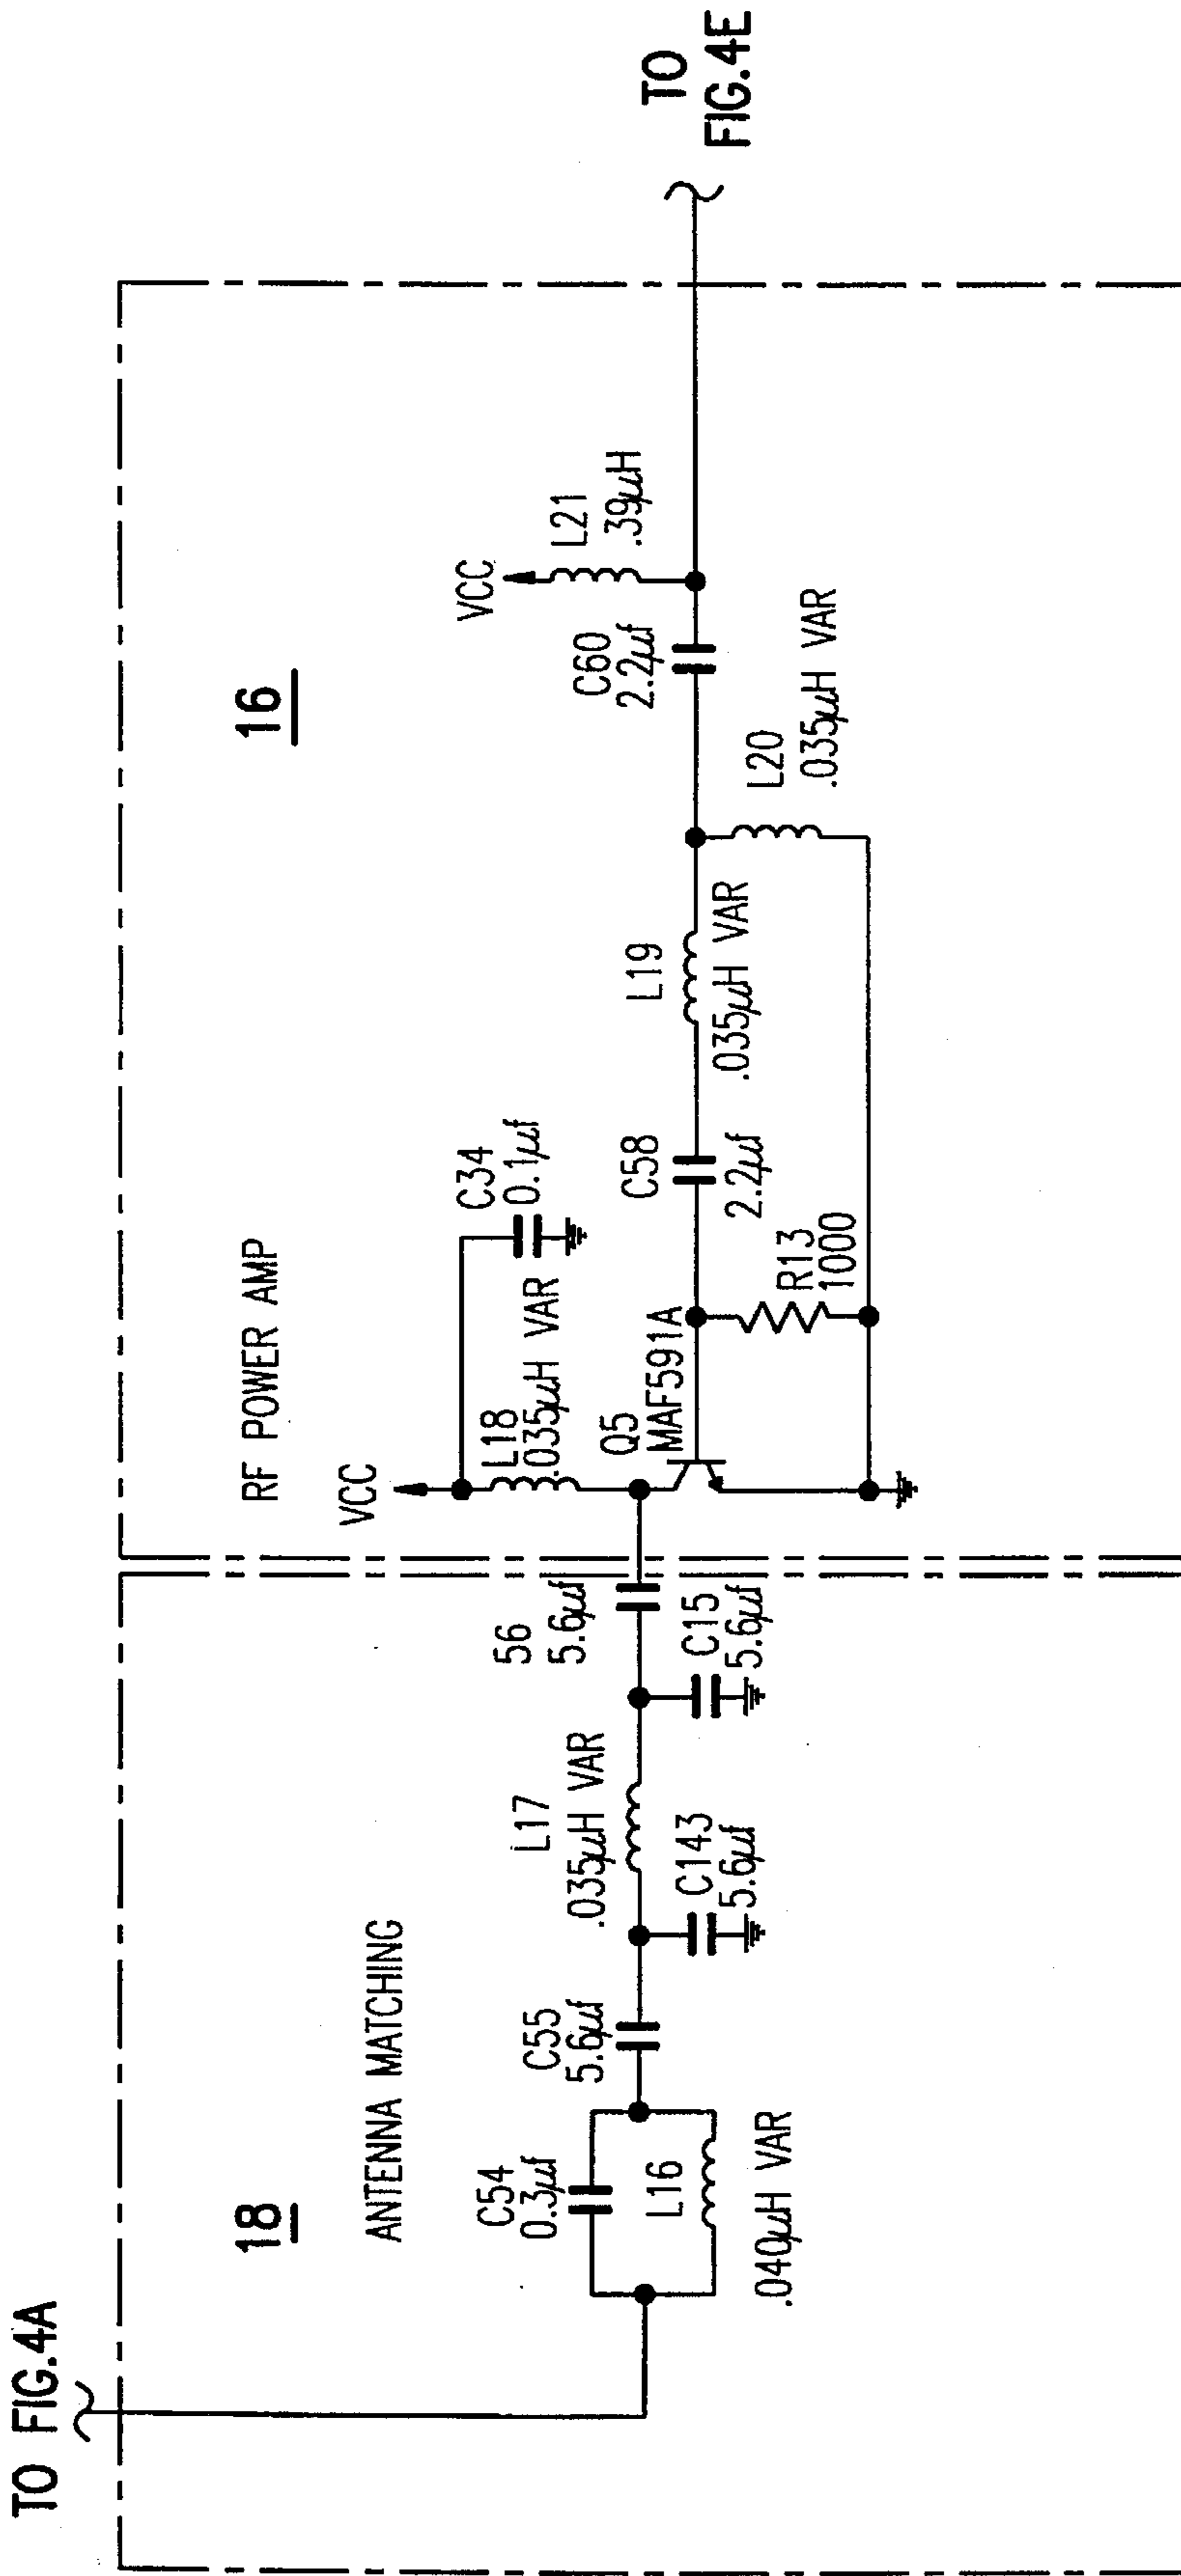 TO FIG.4A
18
ANTENNA MATCHING
C54
0.3µf
L16
.040µH VAR
C55
5.6µf
C143
5.6µf
L17
.035µH VAR
56
5.6µf
C15
5.6µf
16
RF POWER AMP
VCC
L18
.035µH VAR
C34
0.1µf
Q5
MAF591A
R13
1000
C58
2.2µf
L19
.035µH VAR
L20
.035µH VAR
C60
2.2µf
VCC
L21
.39µH
TO
FIG.4E